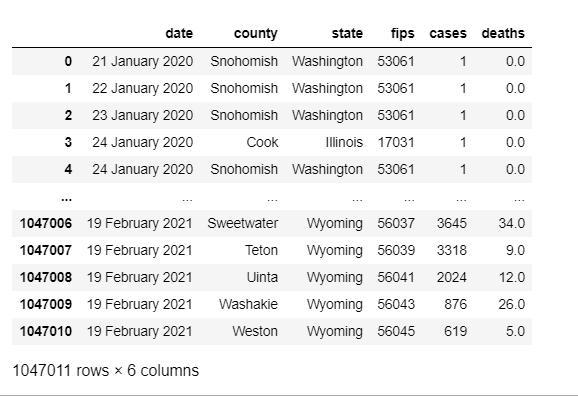 date county state fips cases deaths
0 21 January 2020 Snohomish Washington 53061 1 0.0
1 22 January 2020 Snohomish Washington 53061 1 0.0
2 23 January 2020 Snohomish Washington 53061 1 0.0
3 24 January 2020 Cook Illinois 17031 1 0.0
4 24 January 2020 Snohomish Washington 53061 1 0.0
... ... ... ... ... ... ...
1047006 19 February 2021 Sweetwater Wyoming 56037 3645 34.0
1047007 19 February 2021 Teton Wyoming 56039 3318 9.0
1047008 19 February 2021 Uinta Wyoming 56041 2024 12.0
1047009 19 February 2021 Washakie Wyoming 56043 876 26.0
1047010 19 February 2021 Weston Wyoming 56045 619 5.0
1047011 rows × 6 columns